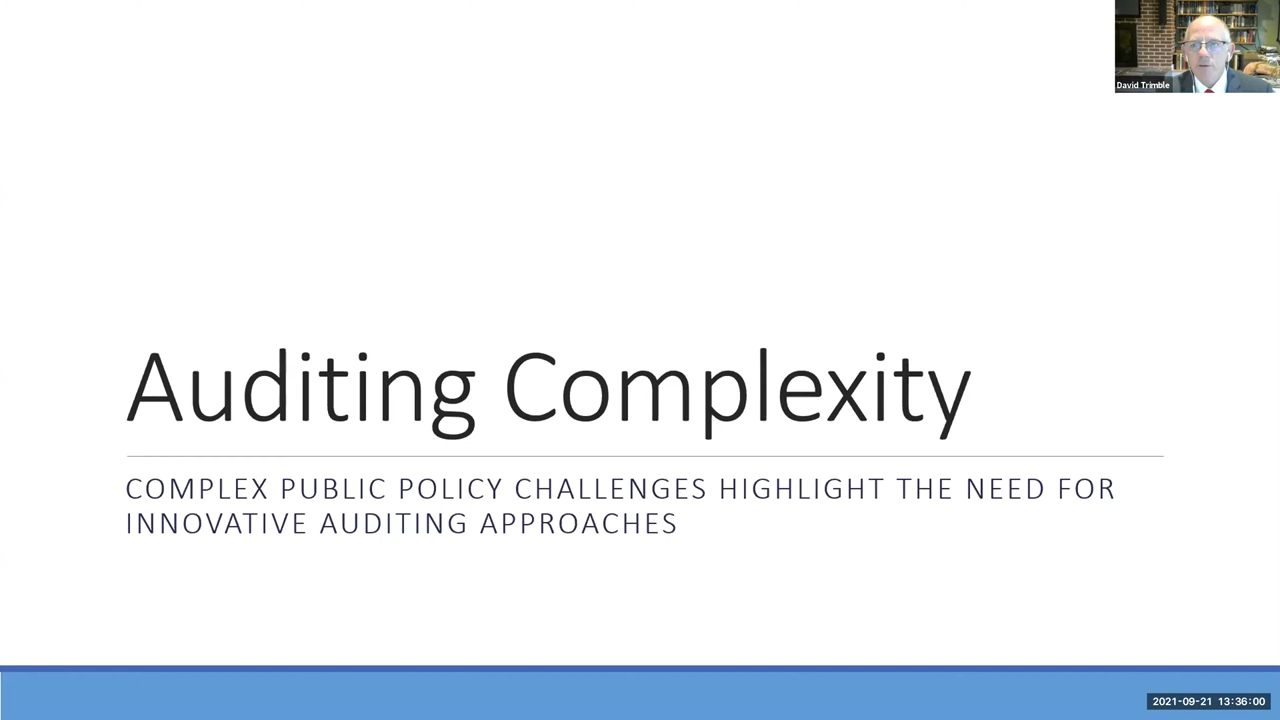 David Trimble
Auditing Complexity
COMPLEX PUBLIC POLICY CHALLENGES HIGHLIGHT THE NEED FOR
INNOVATIVE AUDITING APPROACHES
2021-09-21 13:36:00